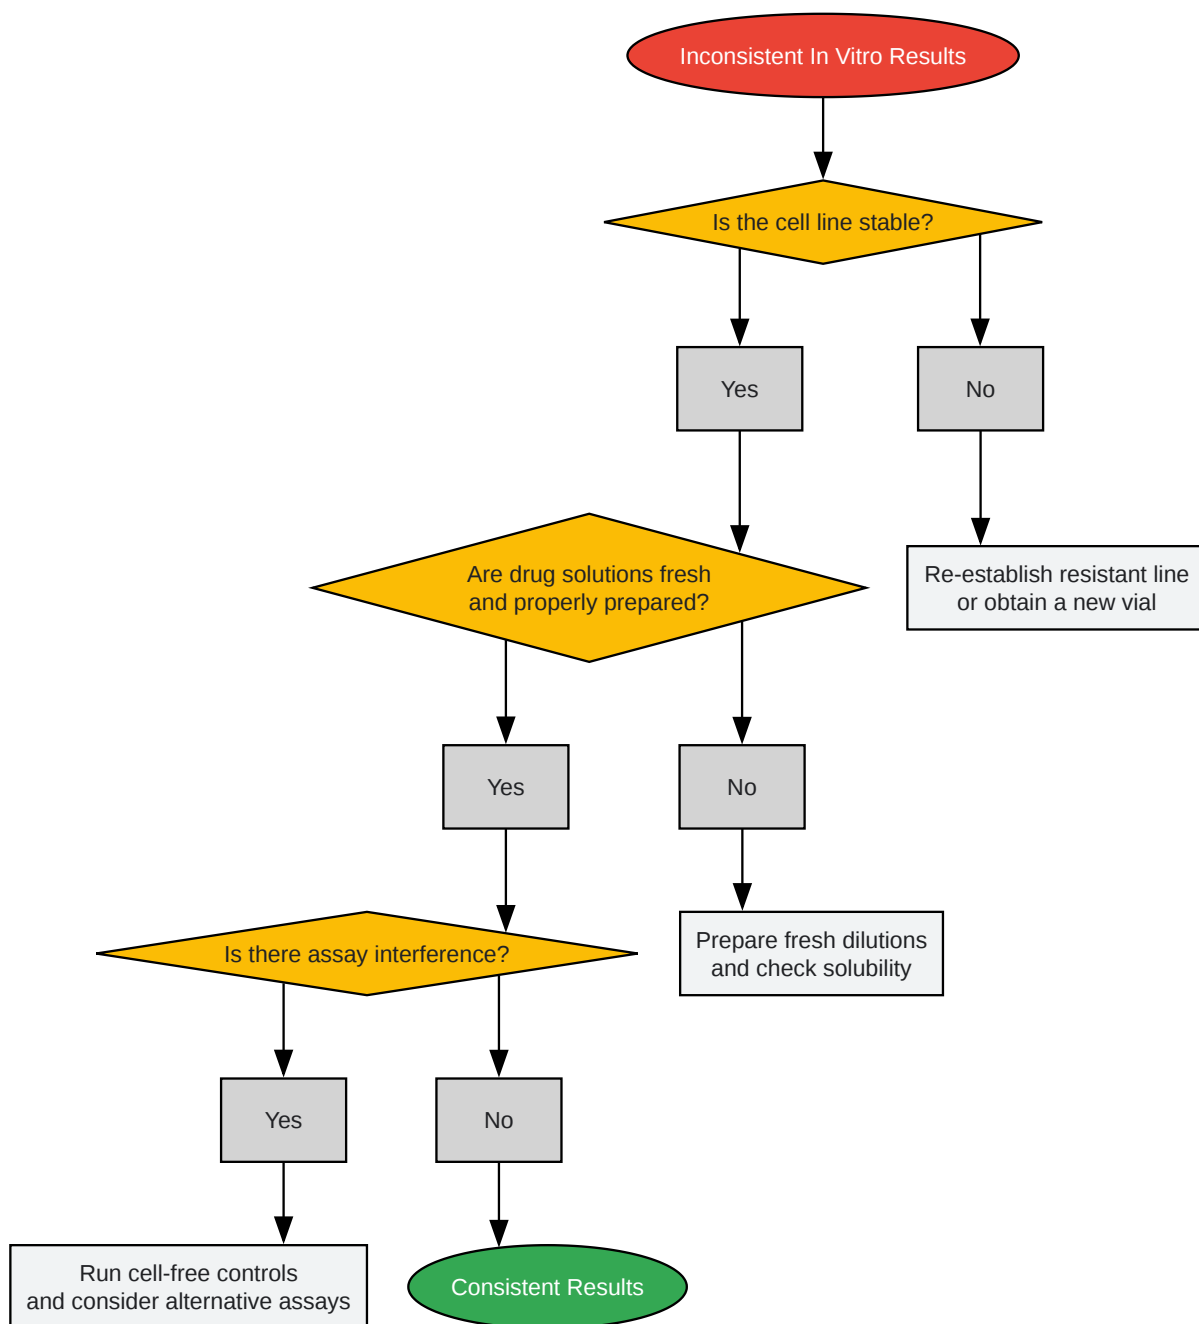 Inconsistent In Vitro Results
Is the cell line stable?
Yes
No
Are drug solutions fresh
and properly prepared?
Re-establish resistant line
or obtain a new vial
Yes
No
Is there assay interference?
Prepare fresh dilutions
and check solubility
Yes
No
Run cell-free controls
and consider alternative assays
Consistent Results